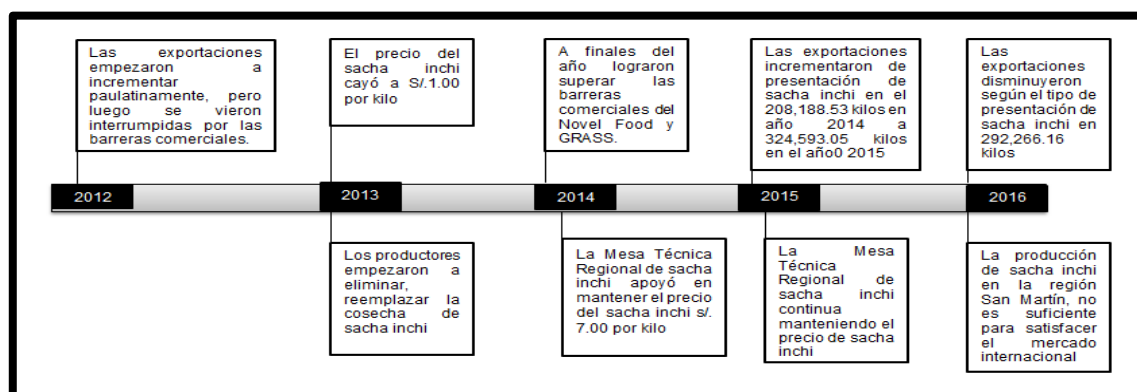 Las exportaciones
empezaron a
incrementar
paulatinamente, pero
luego se vieron
interrumpidas por las
barreras comerciales.
El precio del
sacha inchi
cayó a S/.1.00
por kilo
A finales del
año lograron
superar las
barreras
comerciales del
Novel Food y
GRASS.
Las exportaciones
incrementaron de
presentación de
sacha inchi en el
208,188.53 kilos en
año 2014 a
324,593.05 kilos
en el año0 2015
Las
exportaciones
disminuyeron
según el tipo de
presentación de
sacha inchi en
292,266.16
kilos
2012
2013
2014
2015
2016
Los productores
empezaron a
eliminar,
reemplazar la
cosecha de
sacha inchi
La Mesa Técnica
Regional de sacha
inchi apoyó en
mantener el precio
del sacha inchi s/.
7.00 por kilo
La Mesa
Técnica
Regional de
sacha inchi
continua
manteniendo el
precio de sacha
inchi
La producción
de sacha inchi
en la región
San Martín, no
es suficiente
para satisfacer
el mercado
internacional